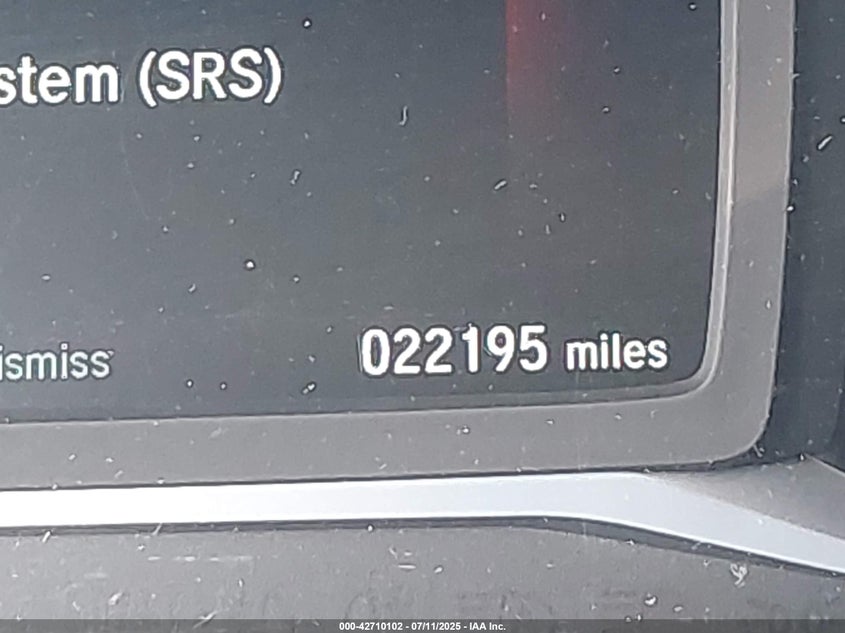 stem (SRS)
ismiss
022195 miles
000-42710102 - 07/11/2025 - IAA Inc.